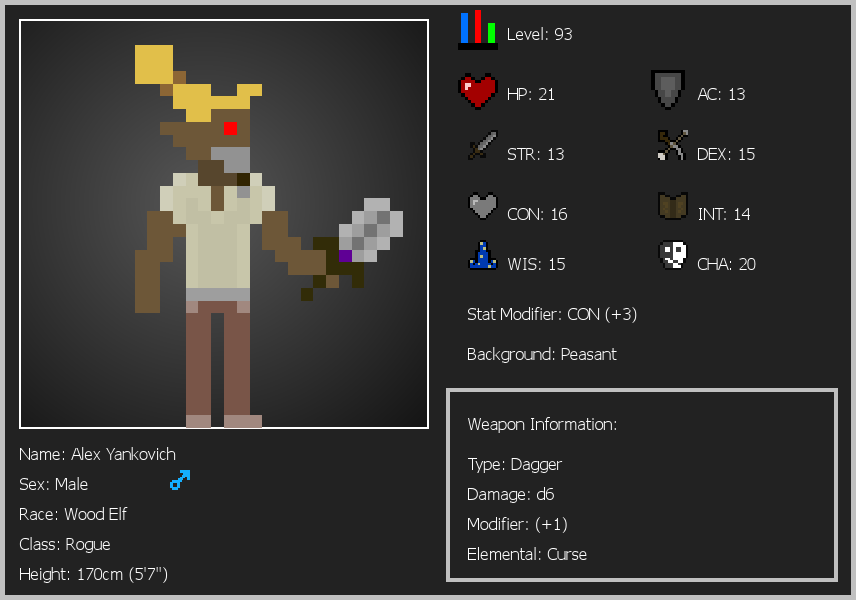 Level: 93
HP: 21
AC: 13
STR: 13
DEX: 15
CON: 16
INT: 14
WIS: 15
CHA: 20
Stat Modifier: CON (+3)
Background: Peasant
Weapon Information:
Type: Dagger
Damage: d6
Modifier: (+1)
Elemental: Curse
Name: Alex Yankovich
Sex: Male
Race: Wood Elf
Class: Rogue
Height: 170cm (5'7")